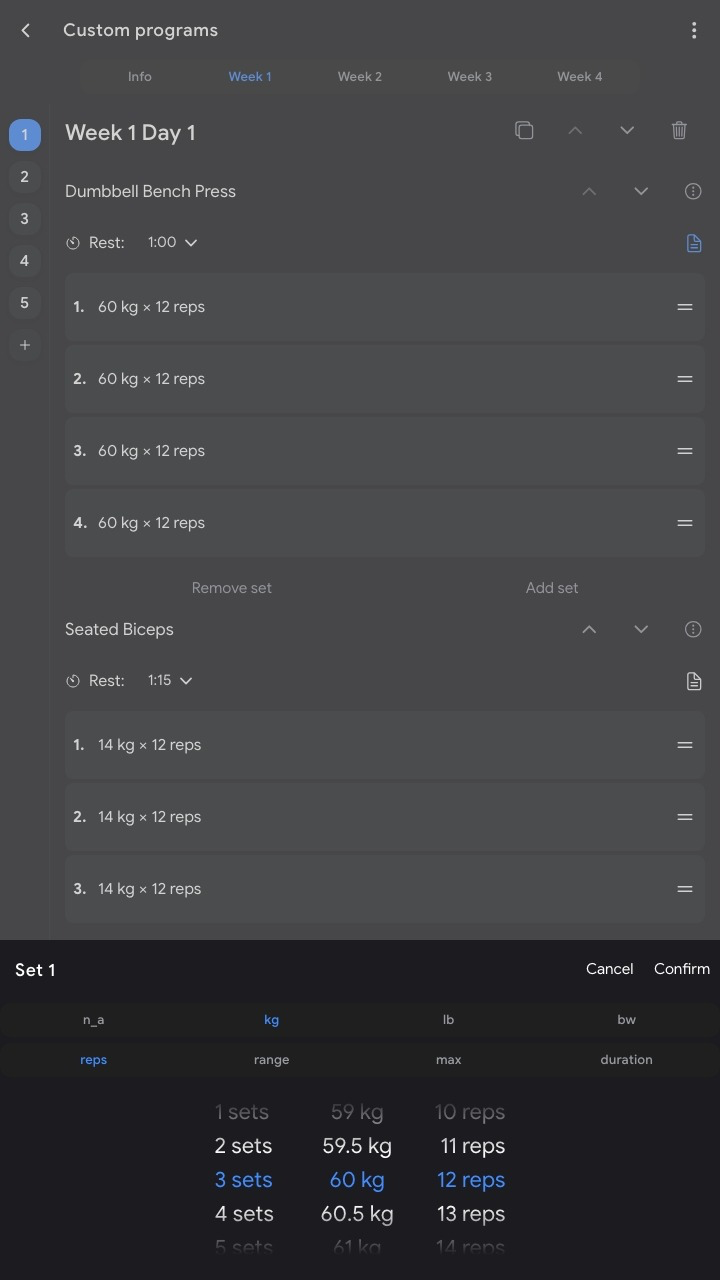 Custom programs
Info Week 1 Week 2 Week 3 Week 4
1 Week 1 Day 1
2
Dumbbell Bench Press
3
Rest: 1:00
4
5
+
1. 60 kg × 12 reps
2. 60 kg × 12 reps
3. 60 kg × 12 reps
4. 60 kg × 12 reps
Remove set Add set
Seated Biceps
Rest: 1:15
1. 14 kg × 12 reps
2. 14 kg × 12 reps
3. 14 kg × 12 reps
Set 1 Cancel Confirm
n_a kg lb bw
reps range max duration
1 sets 59 kg 10 reps
2 sets 59.5 kg 11 reps
3 sets 60 kg 12 reps
4 sets 60.5 kg 13 reps
5 sets 61 kg 14 reps